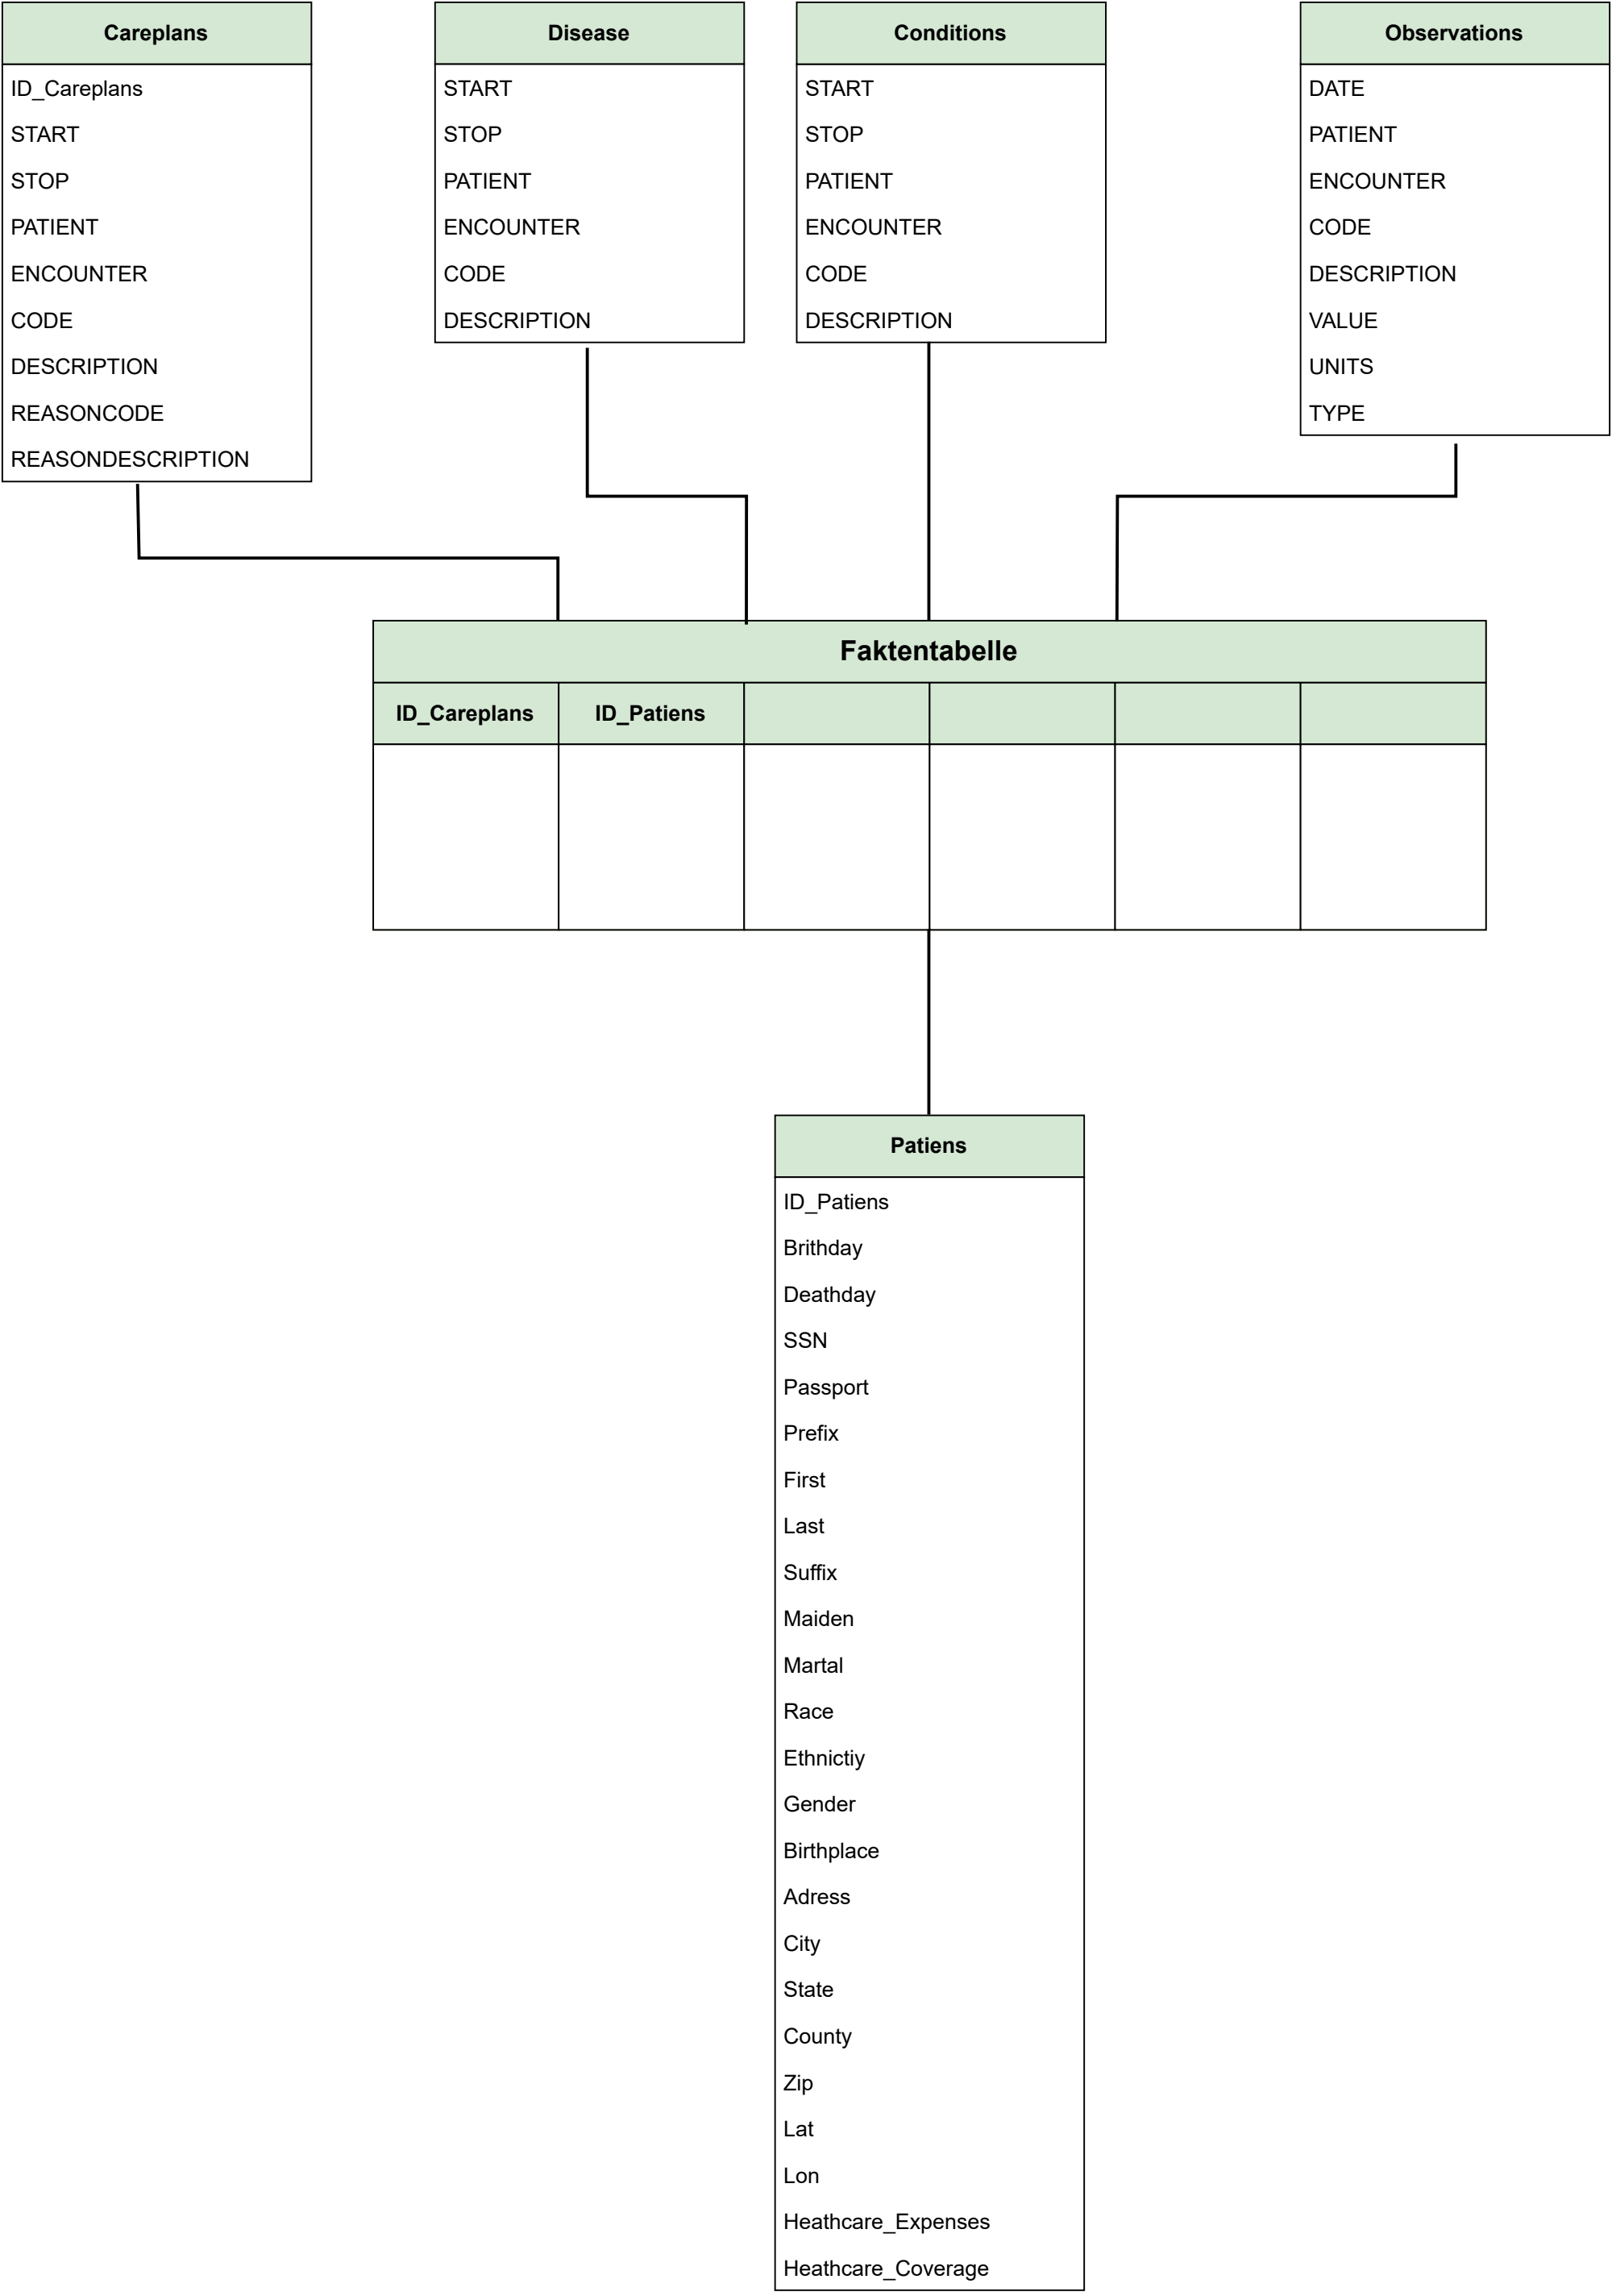 Careplans
ID_Careplans
START
STOP
PATIENT
ENCOUNTER
CODE
DESCRIPTION
REASONCODE
REASONDESCRIPTION
Disease
START
STOP
PATIENT
ENCOUNTER
CODE
DESCRIPTION
Conditions
START
STOP
PATIENT
ENCOUNTER
CODE
DESCRIPTION
Observations
DATE
PATIENT
ENCOUNTER
CODE
DESCRIPTION
VALUE
UNITS
TYPE
Faktentabelle
ID_Careplans
ID_Patiens
Patiens
ID_Patiens
Brithday
Deathday
SSN
Passport
Prefix
First
Last
Suffix
Maiden
Martal
Race
Ethnictiy
Gender
Birthplace
Adress
City
State
County
Zip
Lat
Lon
Heathcare_Expenses
Heathcare_Coverage